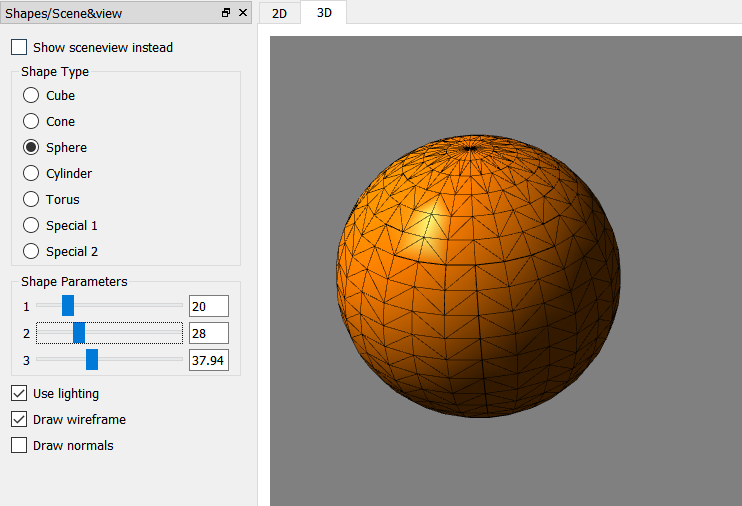 Shapes/Scene&view
2D 3D
Show sceneview instead
Shape Type
Cube
Cone
Sphere
Cylinder
Torus
Special 1
Special 2
Shape Parameters
1 20
2 28
3 37.94
Use lighting
Draw wireframe
Draw normals